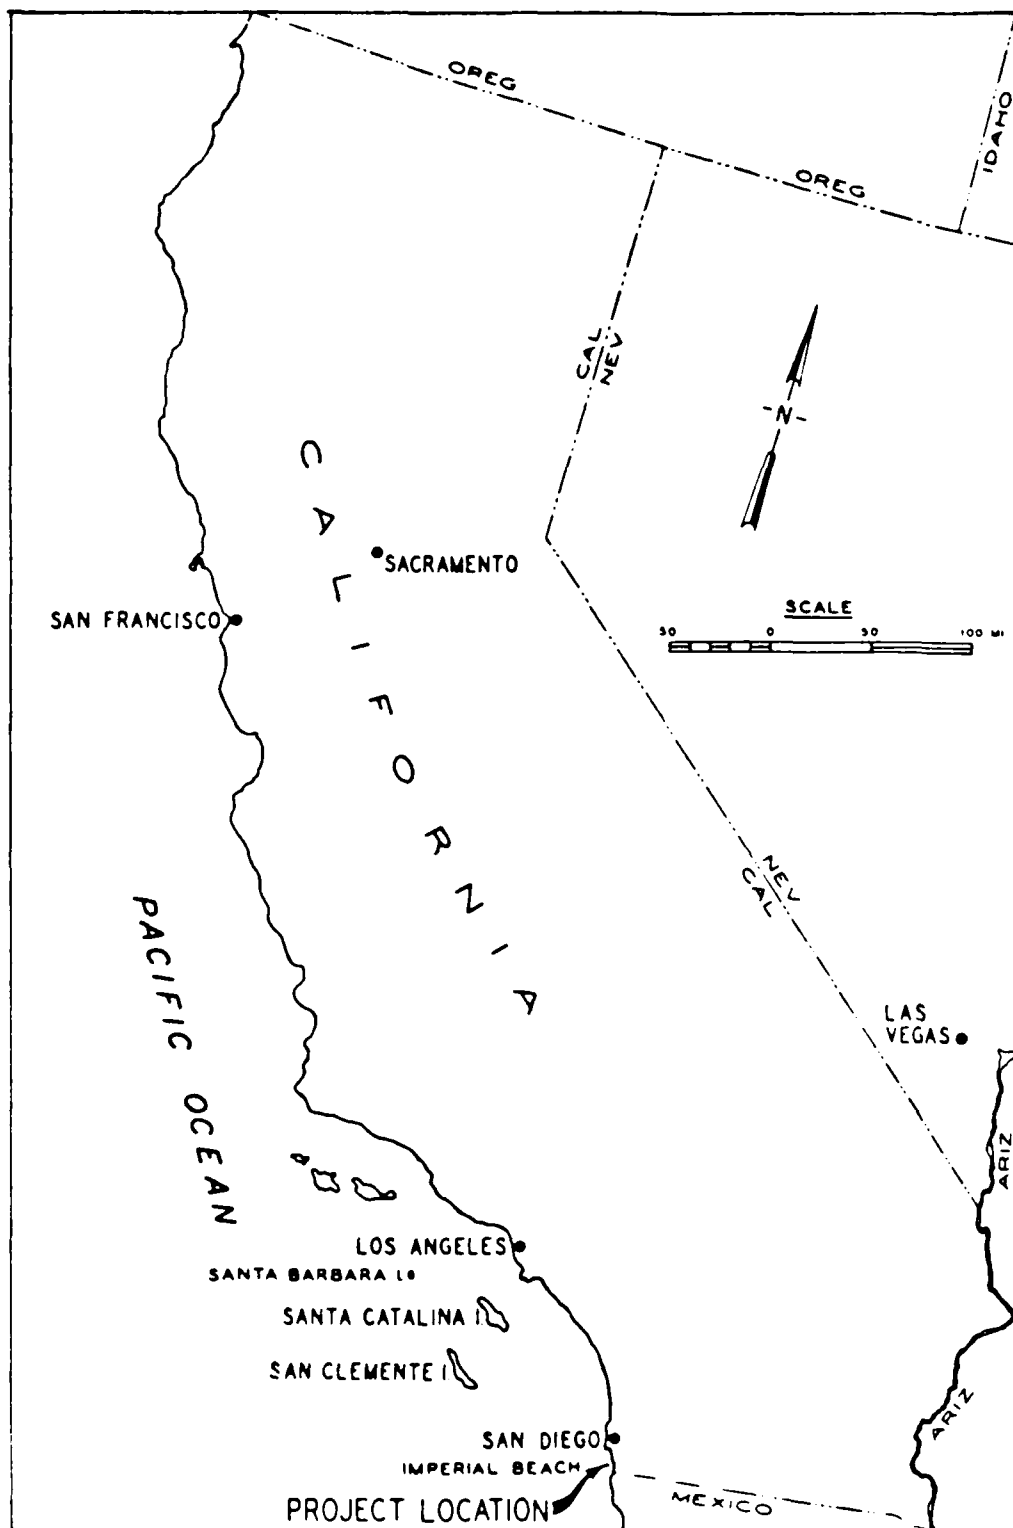 OREG
OREG
IDAHO
CAL
NEV
-N-
CALIFORNIA
SACRAMENTO
SAN FRANCISCO
SCALE
50 0 50 100 MI
NEV
CAL
PACIFIC OCEAN
LAS
VEGAS
ARIZ
LOS ANGELES
SANTA BARBARA I
SANTA CATALINA I
SAN CLEMENTE I
ARIZ
SAN DIEGO
IMPERIAL BEACH
MEXICO
PROJECT LOCATION